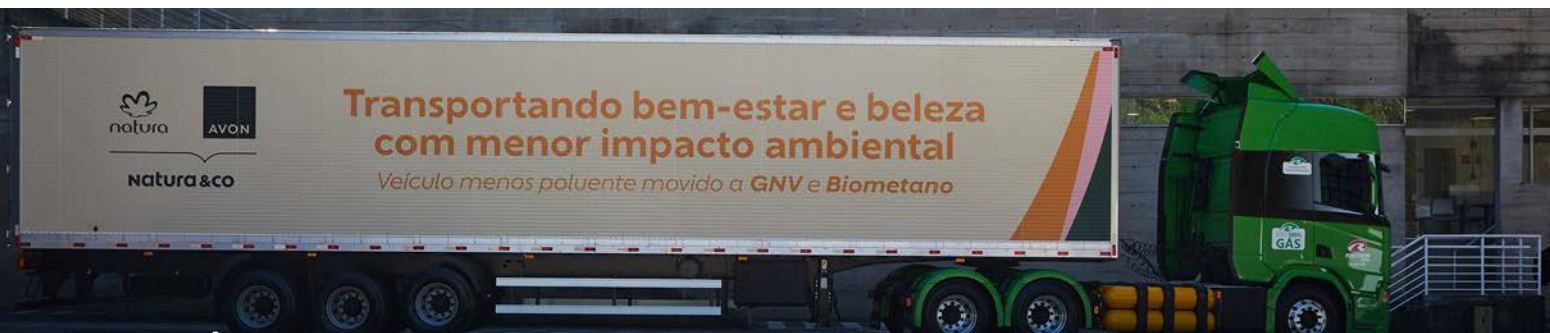 natura
AVON
Natura &co
Transportando bem-estar e beleza
com menor impacto ambiental
Veículo menos poluente movido a GNV e Biometano
GÁS